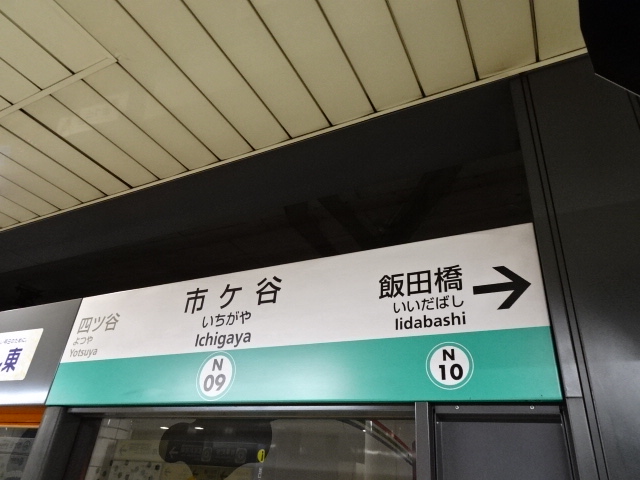 四ツ谷
よつや
Yotsuya
市ケ谷
いちがや
Ichigaya
N
09
飯田橋
いいだばし
Iidabashi
N
10
東